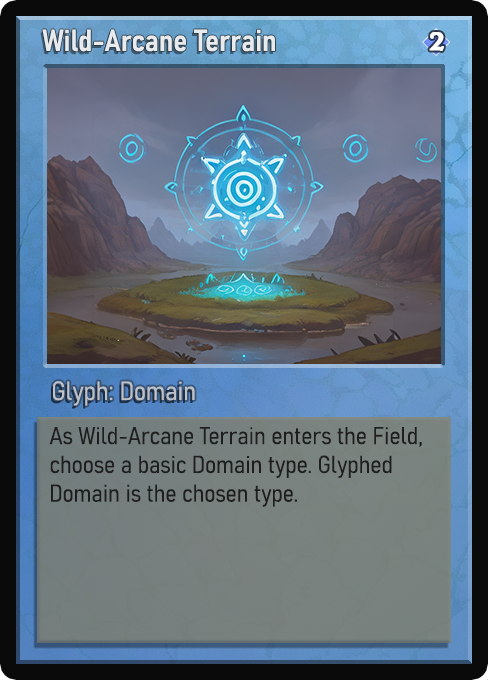 Wild-Arcane Terrain
2
Glyph: Domain
As Wild-Arcane Terrain enters the Field,
choose a basic Domain type. Glyphed
Domain is the chosen type.